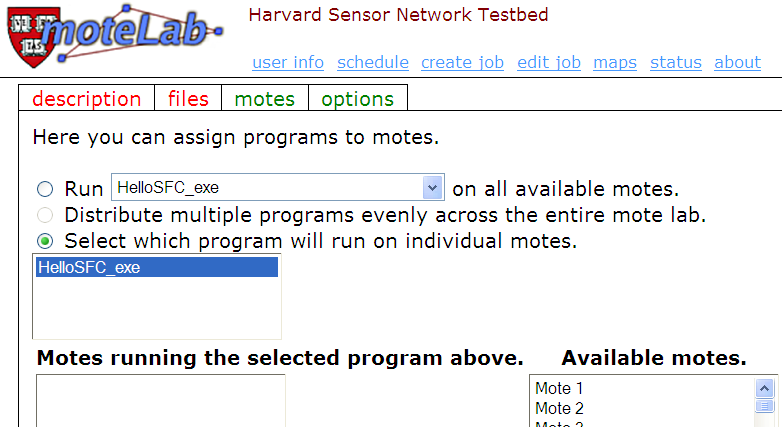 Harvard Sensor Network Testbed
moteLab
user info schedule create job edit job maps status about
description files motes options
Here you can assign programs to motes.
Run HelloSFC_exe on all available motes.
Distribute multiple programs evenly across the entire mote lab.
Select which program will run on individual motes.
HelloSFC_exe
Motes running the selected program above. Available motes.
Mote 1
Mote 2